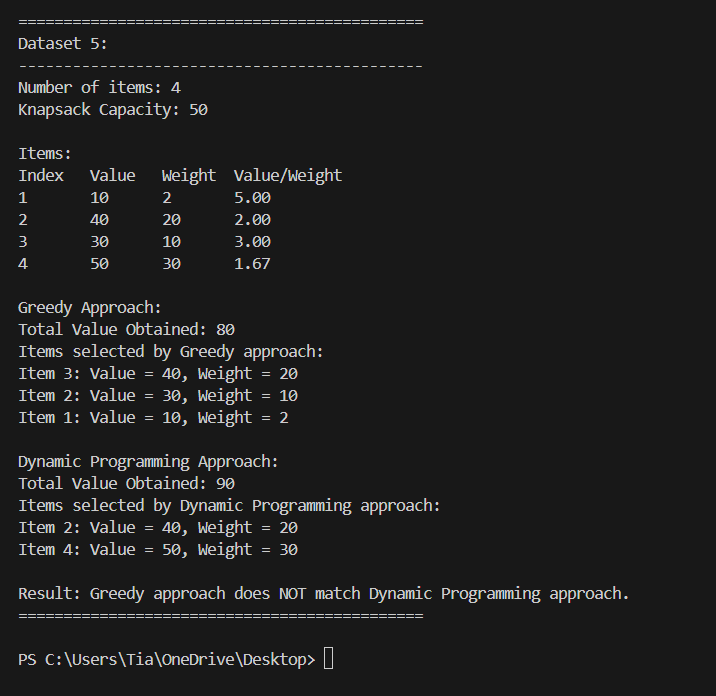 =============================================
Dataset 5:
---------------------------------------------
Number of items: 4
Knapsack Capacity: 50
Items:
Index Value Weight Value/Weight
1 10 2 5.00
2 40 20 2.00
3 30 10 3.00
4 50 30 1.67
Greedy Approach:
Total Value Obtained: 80
Items selected by Greedy approach:
Item 3: Value = 40, Weight = 20
Item 2: Value = 30, Weight = 10
Item 1: Value = 10, Weight = 2
Dynamic Programming Approach:
Total Value Obtained: 90
Items selected by Dynamic Programming approach:
Item 2: Value = 40, Weight = 20
Item 4: Value = 50, Weight = 30
Result: Greedy approach does NOT match Dynamic Programming approach.
=============================================
PS C:\Users\Tia\OneDrive\Desktop>